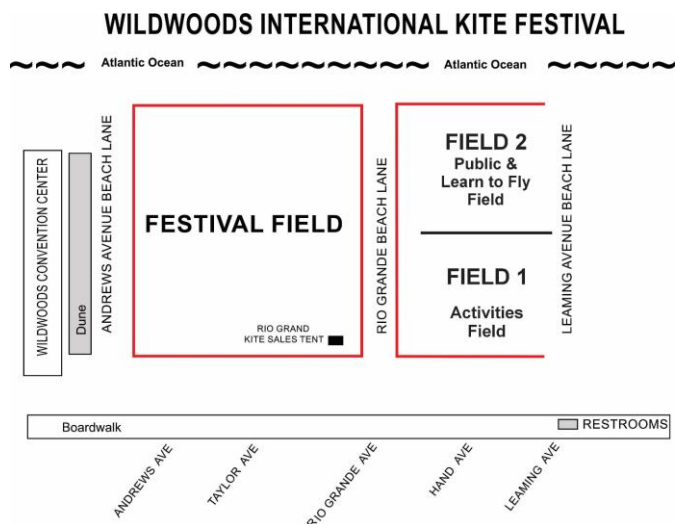 WILDWOODS INTERNATIONAL KITE FESTIVAL
Atlantic Ocean
Atlantic Ocean
WILDWOODS CONVENTION CENTER
Dune
ANDREWS AVENUE BEACH LANE
FESTIVAL FIELD
RIO GRAND
KITE SALES TENT
RIO GRANDE BEACH LANE
FIELD 2
Public &
Learn to Fly
Field
FIELD 1
Activities
Field
LEAMING AVENUE BEACH LANE
Boardwalk
RESTROOMS
ANDREWS AVE
TAYLOR AVE
RIO GRANDE AVE
HAND AVE
LEAMING AVE